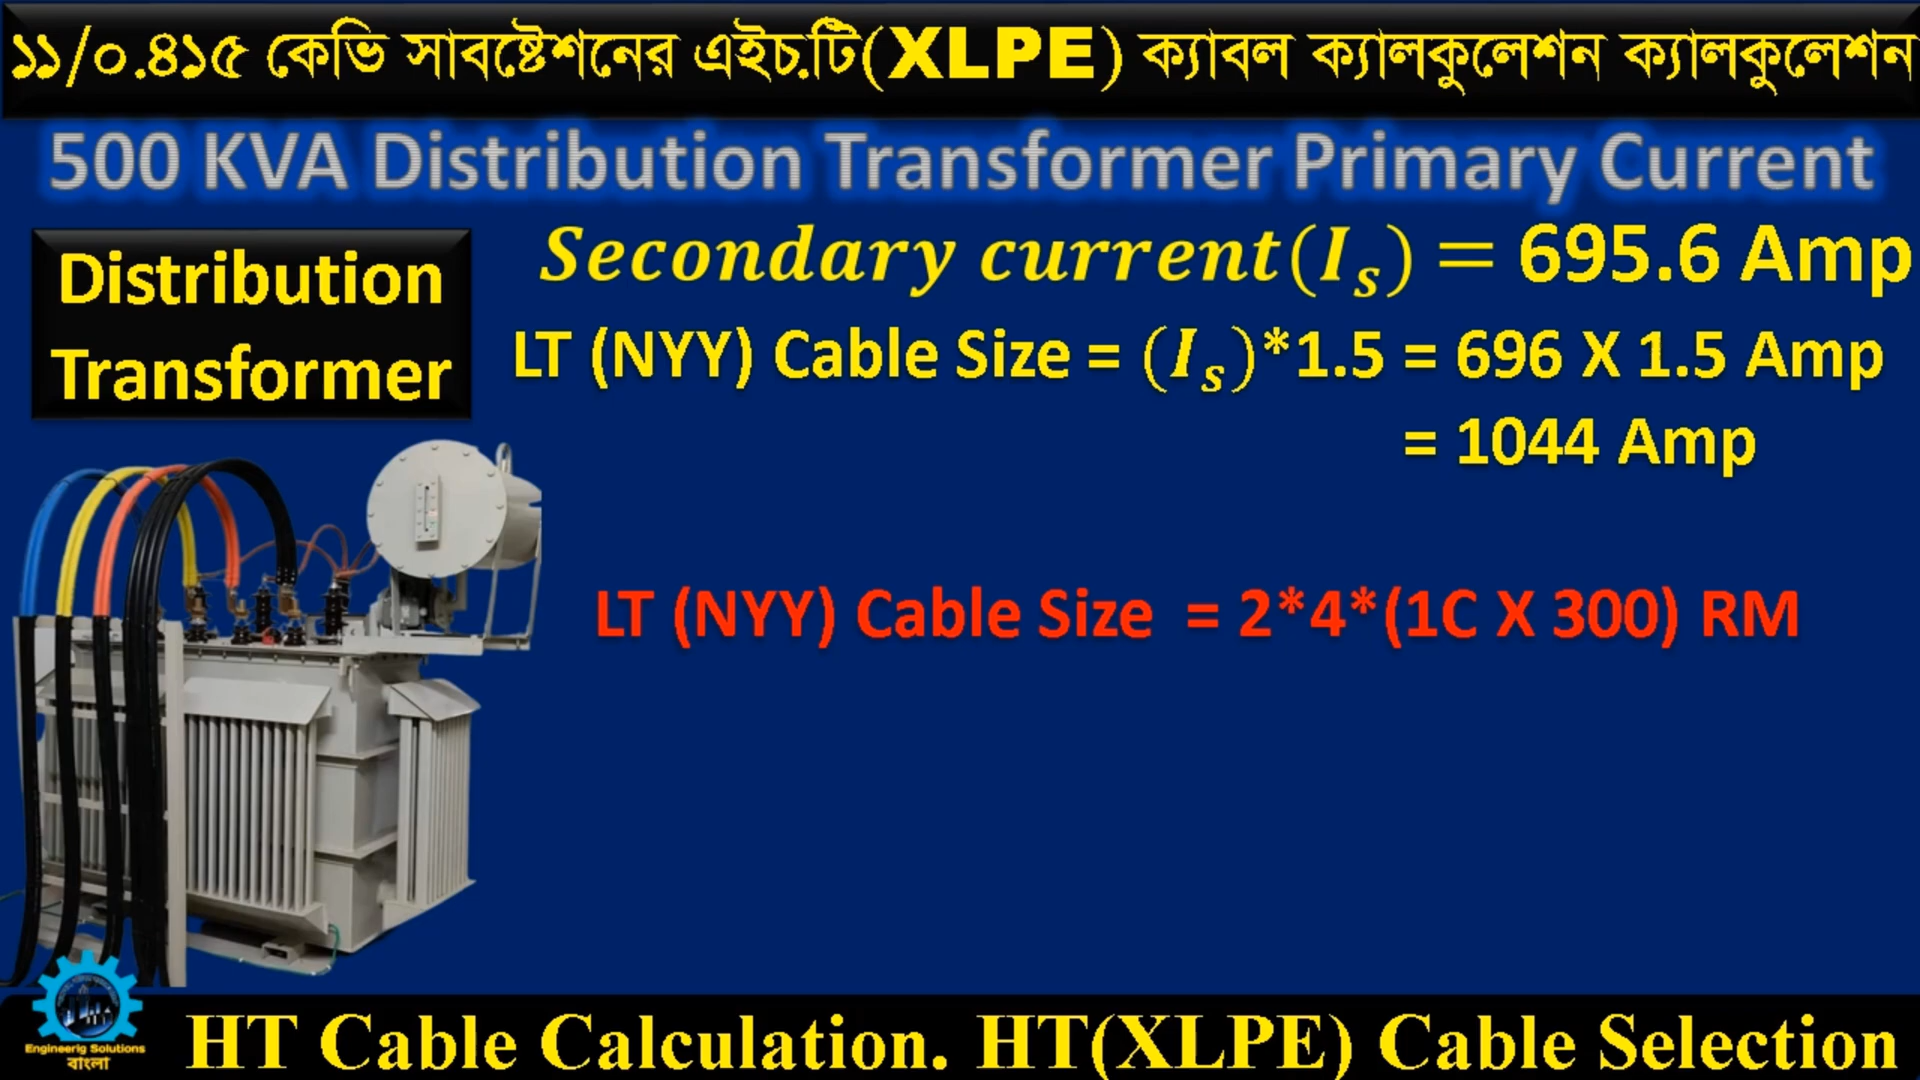 ১১/০.৪১৫ কেভি সাবষ্টেশনের এইচ.টি(XLPE) ক্যাবল ক্যালকুলেশন ক্যালকুলেশন
500 KVA Distribution Transformer Primary Current
Distribution
Transformer
Secondary current(Iₛ) = 695.6 Amp
LT (NYY) Cable Size = (Iₛ)*1.5 = 696 X 1.5 Amp
= 1044 Amp
LT (NYY) Cable Size = 2*4*(1C X 300) RM
Engineerig Solutions
বাংলা
HT Cable Calculation. HT(XLPE) Cable Selection